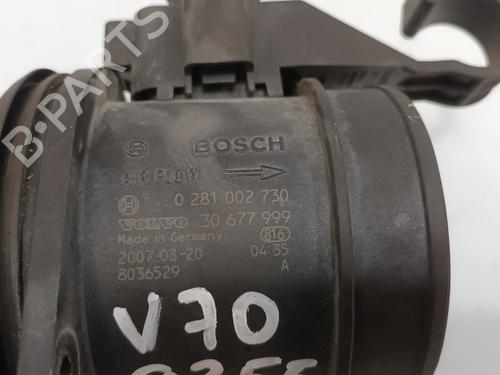 B-PARTS
BOSCH
AIR FLOW
0 281 002 730
VOLVO 30 677 999
Made in Germany 816
2007-03-20 04:35
8036529 A
V70